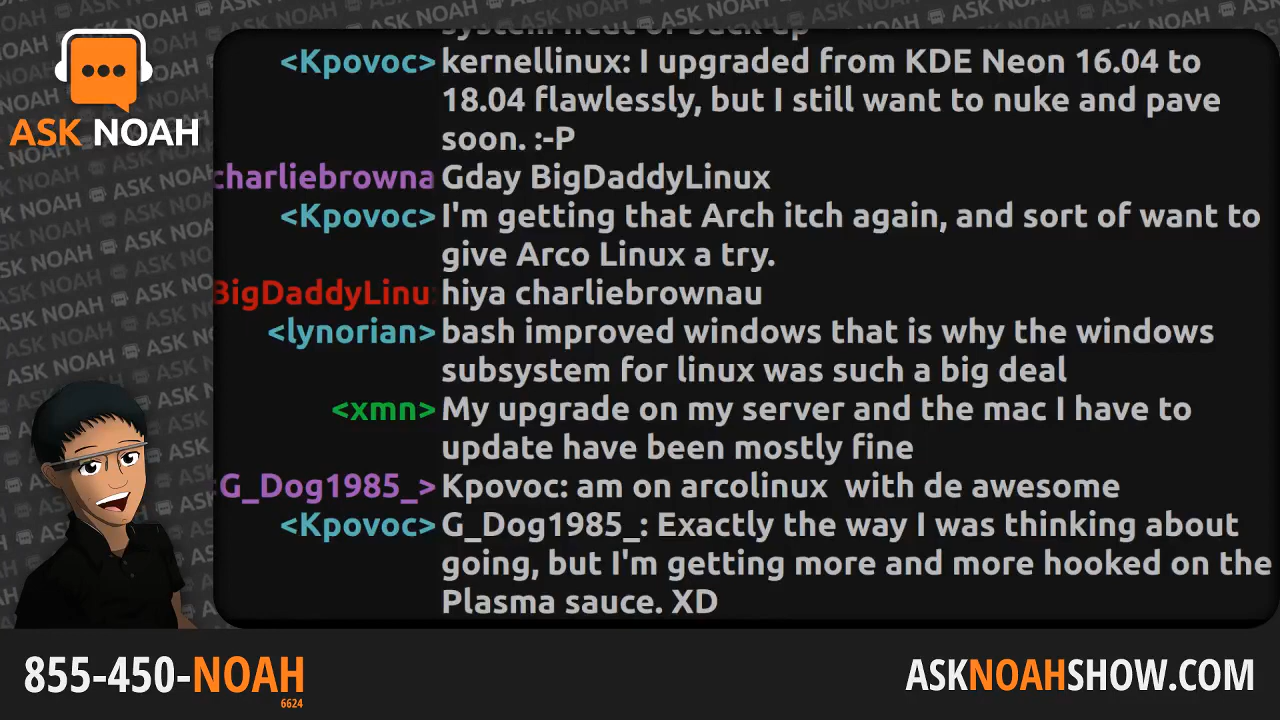 system neat or back up
<Kpovoc> kernellinux: I upgraded from KDE Neon 16.04 to
18.04 flawlessly, but I still want to nuke and pave
soon. :-P
charliebrowna Gday BigDaddyLinux
<Kpovoc> I'm getting that Arch itch again, and sort of want to
give Arco Linux a try.
BigDaddyLinu hiya charliebrownau
<lynorian> bash improved windows that is why the windows
subsystem for linux was such a big deal
<xmn> My upgrade on my server and the mac I have to
update have been mostly fine
G_Dog1985_> Kpovoc: am on arcolinux  with de awesome
<Kpovoc> G_Dog1985_: Exactly the way I was thinking about
going, but I'm getting more and more hooked on the
Plasma sauce. XD
ASK NOAH
855-450-NOAH
6624
ASKNOAHSHOW.COM